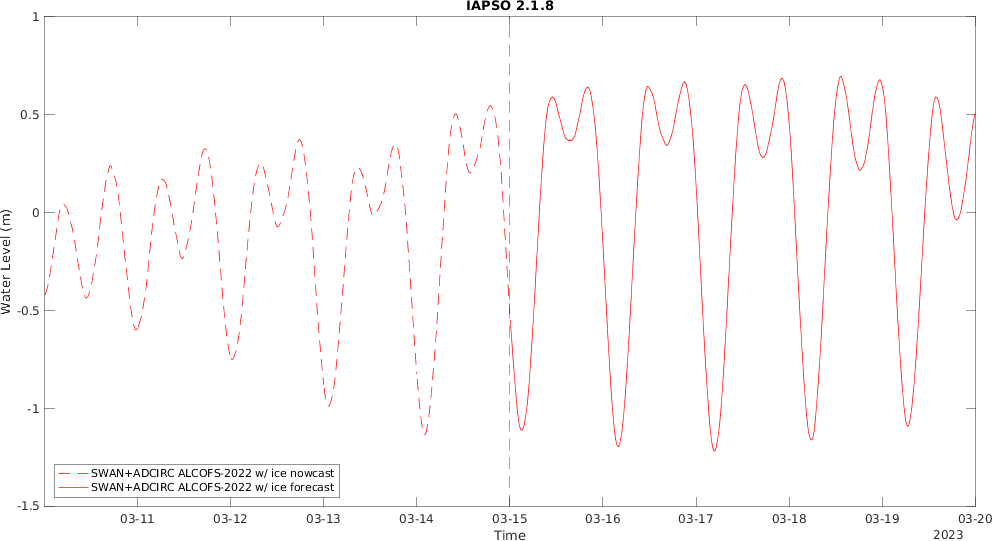 IAPSO 2.1.8
1
0.5
0
-0.5
-1
-1.5
Water Level (m)
SWAN+ADCIRC ALCOFS-2022 w/ ice nowcast
SWAN+ADCIRC ALCOFS-2022 w/ ice forecast
03-11 03-12 03-13 03-14 03-15 03-16 03-17 03-18 03-19 03-20
Time
2023